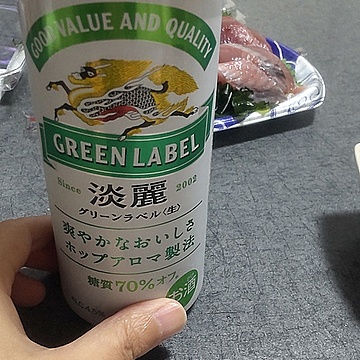 GOOD VALUE AND QUALITY
GREEN LABEL
Since 2002
淡麗
グリーンラベル〈生〉
爽やかなおいしさ
ホップアロマ製法
糖質70%オフ
お酒